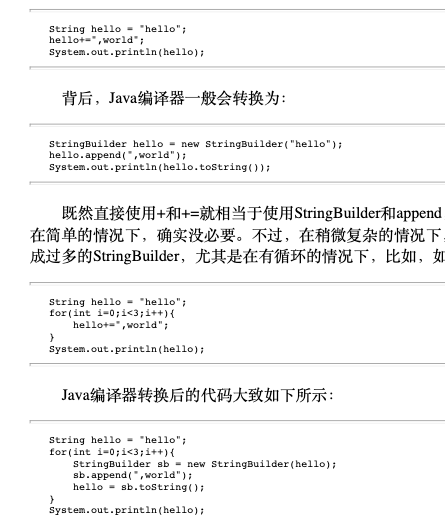 String hello = "hello";
hello+=",world";
System.out.println(hello);
背后，Java编译器一般会转换为：
StringBuilder hello = new StringBuilder("hello");
hello.append(",world");
System.out.println(hello.toString());
既然直接使用+和+=就相当于使用StringBuilder和append
在简单的情况下，确实没必要。不过，在稍微复杂的情况下，
成过多的StringBuilder，尤其是在有循环的情况下，比如，如
String hello = "hello";
for(int i=0;i<3;i++){
    hello+=",world";
}
System.out.println(hello);
Java编译器转换后的代码大致如下所示：
String hello = "hello";
for(int i=0;i<3;i++){
    StringBuilder sb = new StringBuilder(hello);
    sb.append(",world");
    hello = sb.toString();
}
System.out.println(hello);